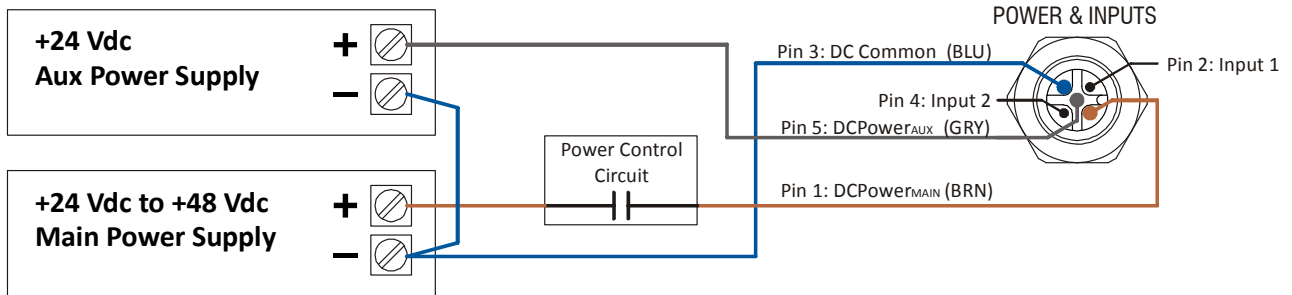 +24 Vdc
Aux Power Supply
+
−
+24 Vdc to +48 Vdc
Main Power Supply
+
−
Power Control
Circuit
POWER & INPUTS
Pin 3: DC Common (BLU)
Pin 2: Input 1
Pin 4: Input 2
Pin 5: DCPowerAUX (GRY)
Pin 1: DCPowerMAIN (BRN)